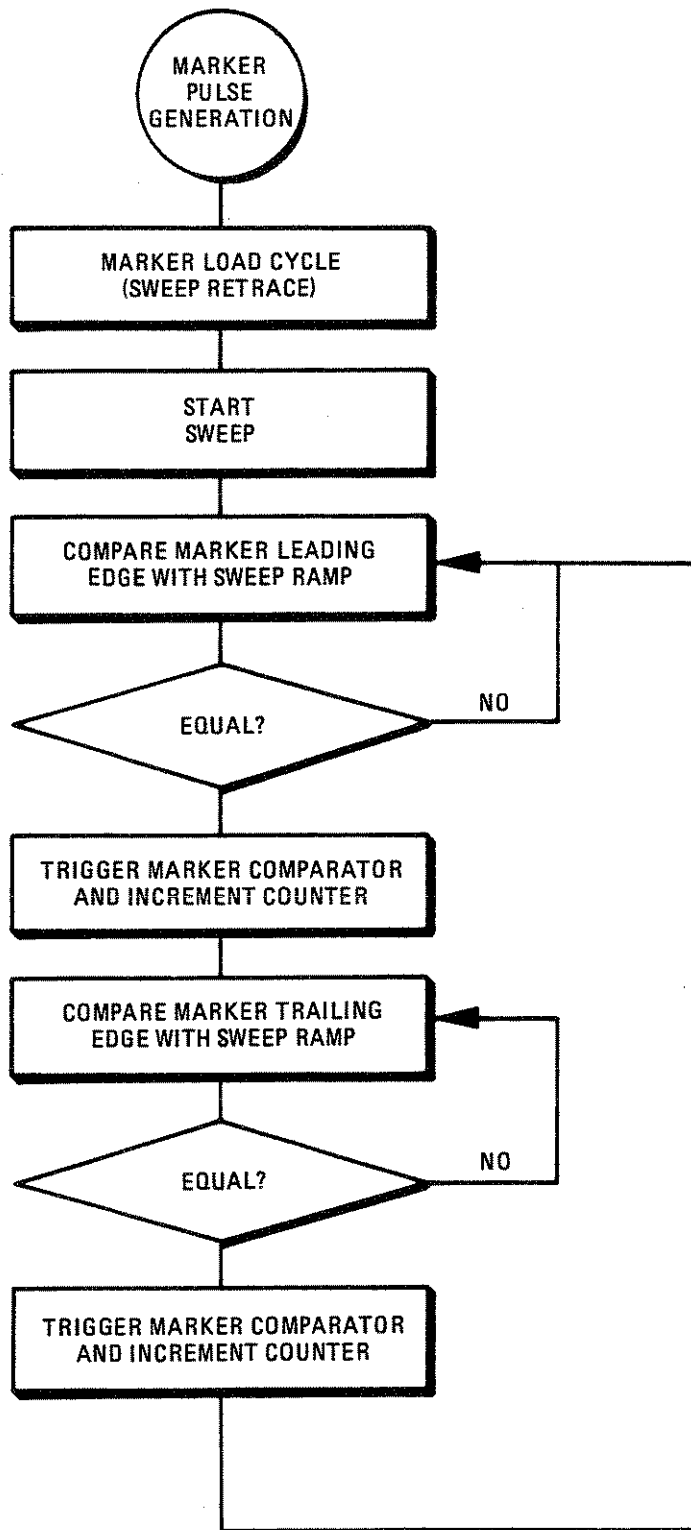 MARKER
PULSE
GENERATION
MARKER LOAD CYCLE
(SWEEP RETRACE)
START
SWEEP
COMPARE MARKER LEADING
EDGE WITH SWEEP RAMP
EQUAL?
NO
TRIGGER MARKER COMPARATOR
AND INCREMENT COUNTER
COMPARE MARKER TRAILING
EDGE WITH SWEEP RAMP
EQUAL?
NO
TRIGGER MARKER COMPARATOR
AND INCREMENT COUNTER